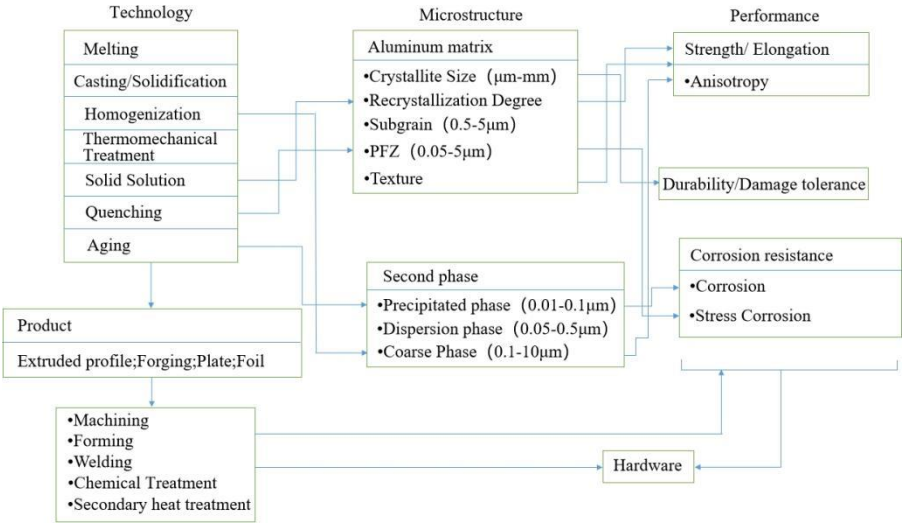 Technology
Melting
Casting/Solidification
Homogenization
Thermomechanical
Treatment
Solid Solution
Quenching
Aging
Product
Extruded profile;Forging;Plate;Foil
•Machining
•Forming
•Welding
•Chemical Treatment
•Secondary heat treatment
Microstructure
Aluminum matrix
•Crystallite Size（μm-mm）
•Recrystallization Degree
•Subgrain（0.5-5μm）
•PFZ（0.05-5μm）
•Texture
Second phase
•Precipitated phase（0.01-0.1μm）
•Dispersion phase（0.05-0.5μm）
•Coarse Phase（0.1-10μm）
Performance
Strength/ Elongation
•Anisotropy
Durability/Damage tolerance
Corrosion resistance
•Corrosion
•Stress Corrosion
Hardware